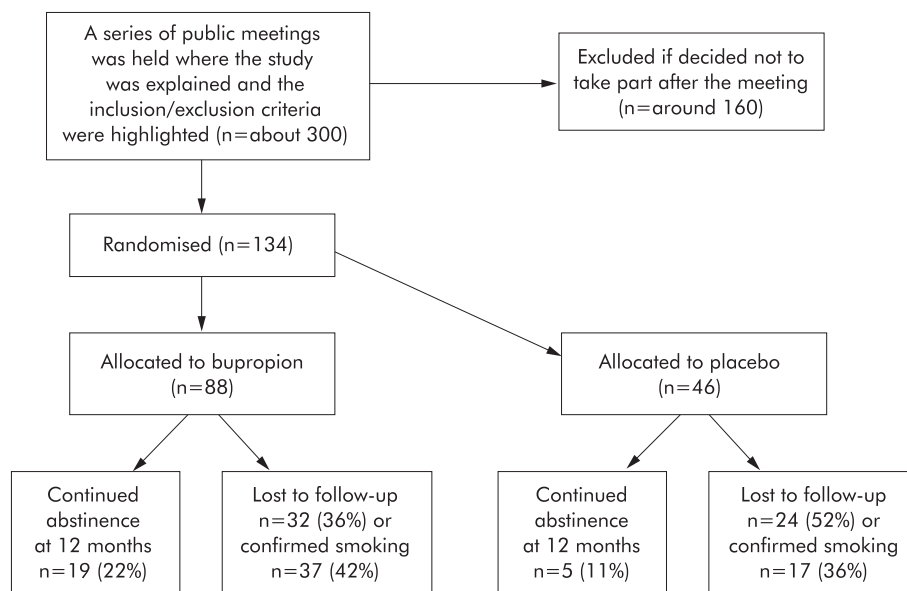 A series of public meetings
was held where the study
was explained and the
inclusion/exclusion criteria
were highlighted (n=about 300)
Excluded if decided not to
take part after the meeting
(n=around 160)
Randomised (n=134)
Allocated to bupropion
(n=88)
Allocated to placebo
(n=46)
Continued
abstinence
at 12 months
n=19 (22%)
Lost to follow-up
n=32 (36%) or
confirmed smoking
n=37 (42%)
Continued
abstinence
at 12 months
n=5 (11%)
Lost to follow-up
n=24 (52%) or
confirmed smoking
n=17 (36%)